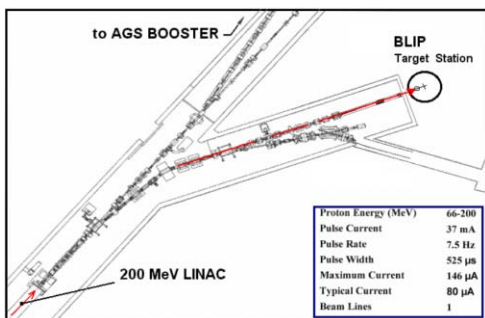 to AGS BOOSTER
BLIP
Target Station
200 MeV LINAC
Proton Energy (MeV) 66-200
Pulse Current 37 mA
Pulse Rate 7.5 Hz
Pulse Width 525 µs
Maximum Current 146 µA
Typical Current 80 µA
Beam Lines 1